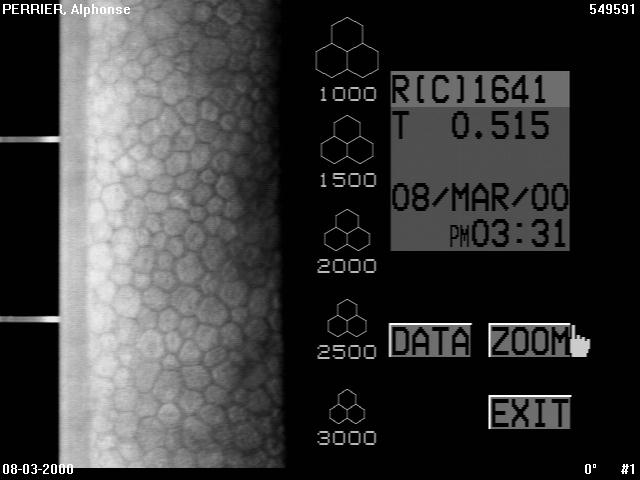 PERRIER, Alphonse
549591
1000
1500
2000
2500
3000
R[C]1641
T 0.515
08/MAR/00
PM03:31
DATA
ZOOM
EXIT
08-03-2000
0° #1